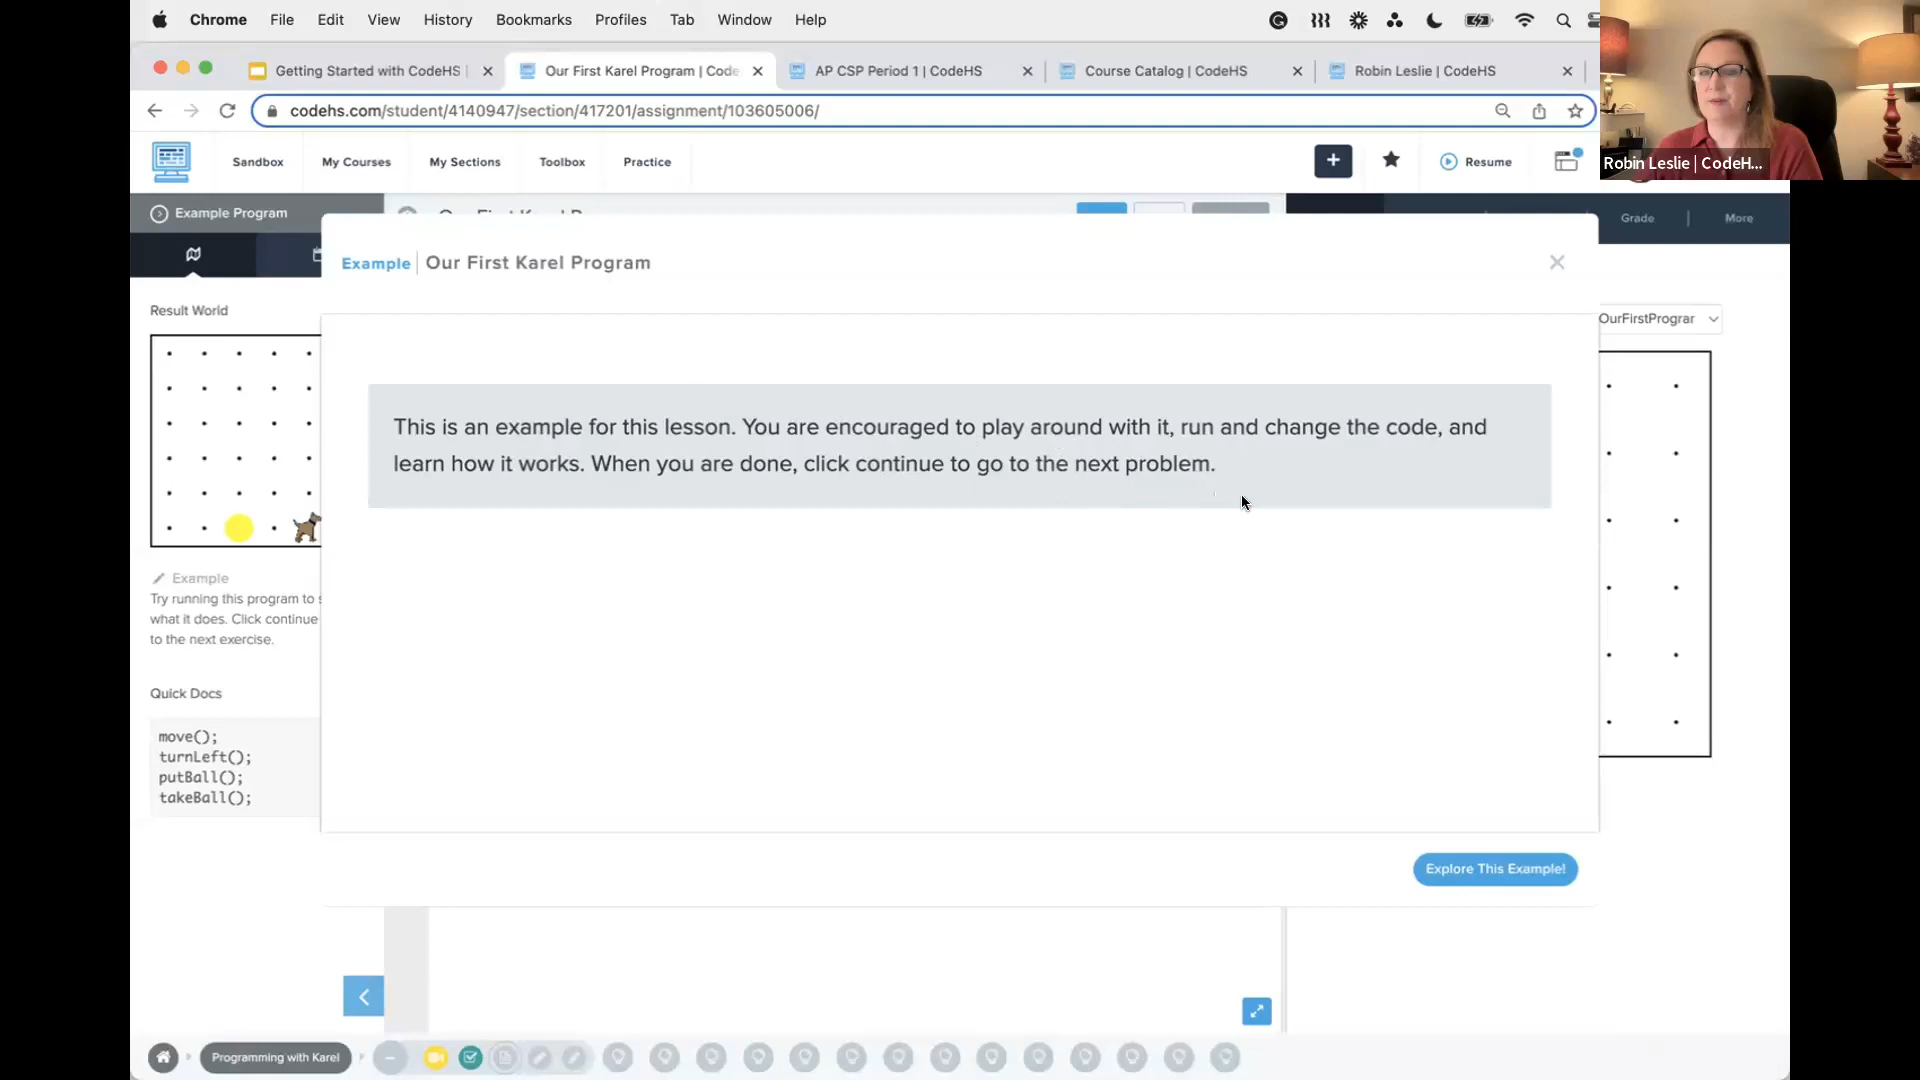 Chrome File Edit View History Bookmarks Profiles Tab Window Help
Getting Started with CodeHS |
Our First Karel Program | Code
AP CSP Period 1 | CodeHS
Course Catalog | CodeHS
Robin Leslie | CodeHS
codehs.com/student/4140947/section/417201/assignment/103605006/
Robin Leslie | CodeH...
Sandbox My Courses My Sections Toolbox Practice
Resume
Example Program
Grade | More
Example | Our First Karel Program
Result World
OurFirstPrograr
This is an example for this lesson. You are encouraged to play around with it, run and change the code, and
learn how it works. When you are done, click continue to go to the next problem.
Example
Try running this program to s
what it does. Click continue
to the next exercise.
Quick Docs
move();
turnLeft();
putBall();
takeBall();
Explore This Example!
Programming with Karel